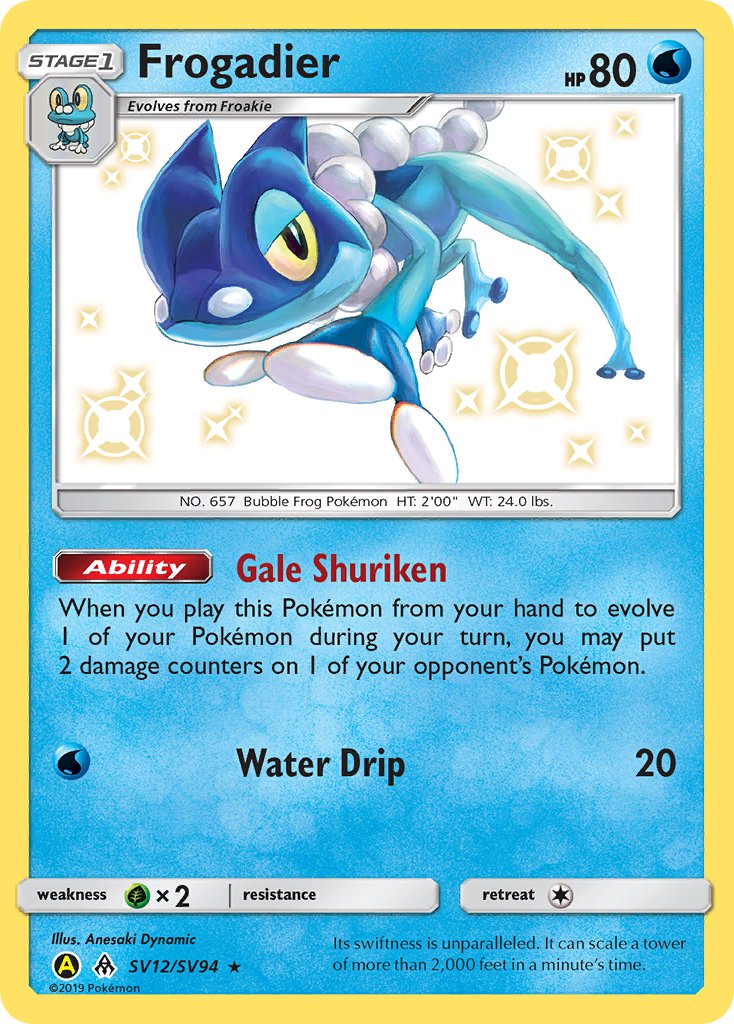 STAGE 1
Frogadier
HP 80
Evolves from Froakie
NO. 657 Bubble Frog Pokémon HT: 2'00" WT: 24.0 lbs.
Ability Gale Shuriken
When you play this Pokémon from your hand to evolve
1 of your Pokémon during your turn, you may put
2 damage counters on 1 of your opponent's Pokémon.
Water Drip 20
weakness × 2 resistance retreat
Illus. Anesaki Dynamic
Its swiftness is unparalleled. It can scale a tower
of more than 2,000 feet in a minute's time.
A SV12/SV94 ★
©2019 Pokémon